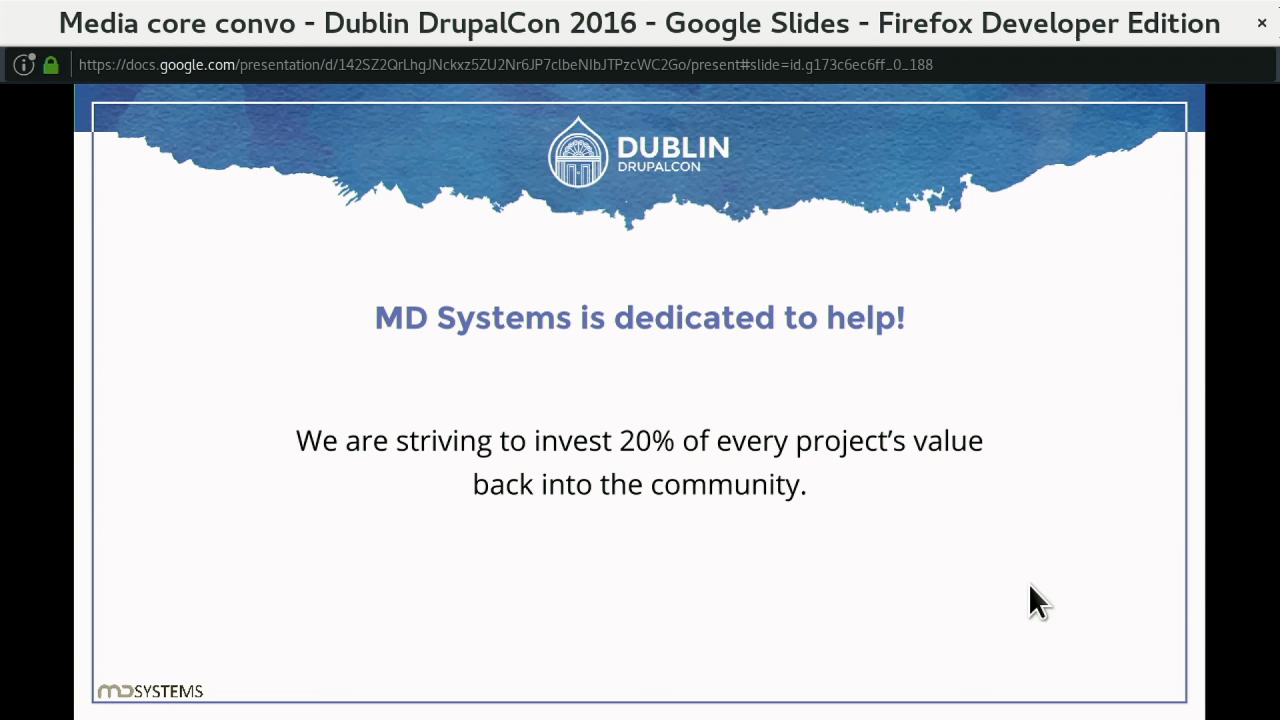 Media core convo - Dublin DrupalCon 2016 - Google Slides - Firefox Developer Edition
https://docs.google.com/presentation/d/142SZ2QrLhgJNckxz5ZU2Nr6JP7clbeNIbJTPzcWC2Go/present#slide=id.g173c6ec6ff_0_188
DUBLIN
DRUPALCON
MD Systems is dedicated to help!
We are striving to invest 20% of every project’s value
back into the community.
MD SYSTEMS